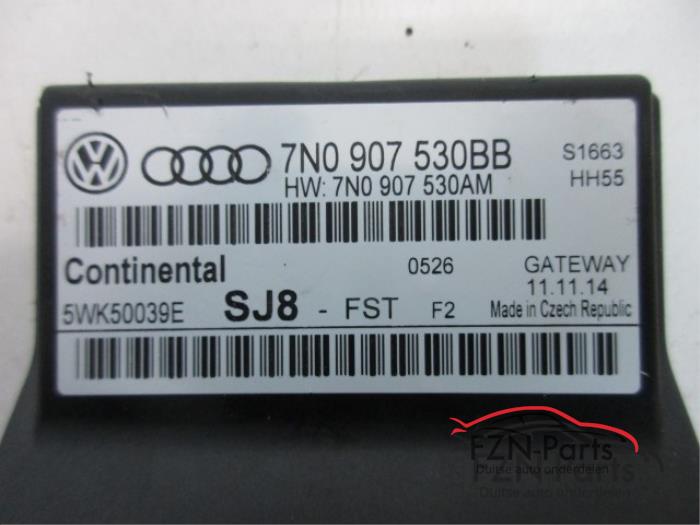 7N0 907 530BB S1663
HW: 7N0 907 530AM HH55
Continental 0526 GATEWAY
11.11.14
5WK50039E SJ8 - FST F2 Made in Czech Republic
FZN-Parts
Duitse auto onderdelen